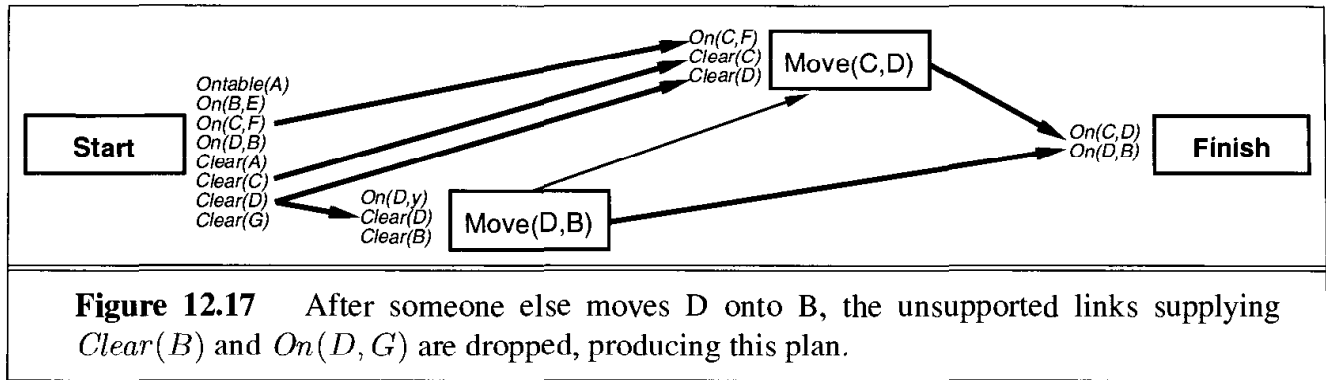 On(C,F)
Clear(C)
Clear(D)
Move(C,D)
Ontable(A)
On(B,E)
On(C,F)
On(D,B)
Clear(A)
Clear(C)
Clear(D)
Clear(G)
Start
On(D,y)
Clear(D)
Clear(B)
Move(D,B)
On(C,D)
On(D,B)
Finish
Figure 12.17 After someone else moves D onto B, the unsupported links supplying
Clear(B) and On(D,G) are dropped, producing this plan.